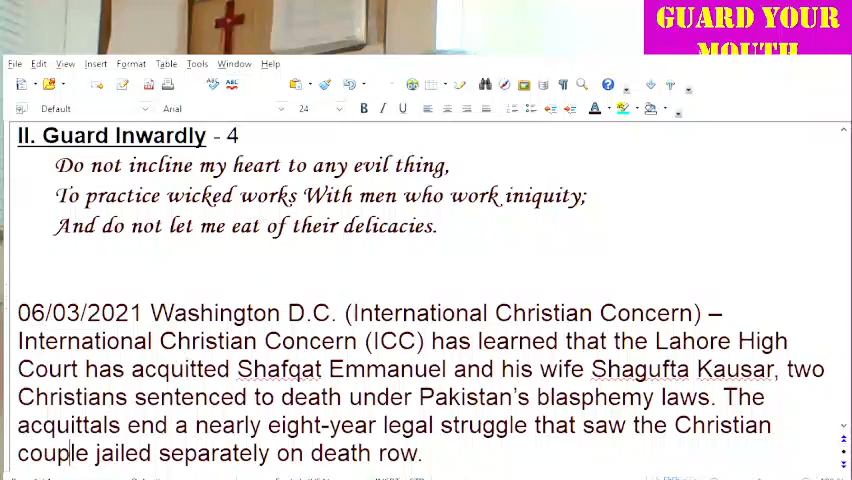 GUARD YOUR
MOUTH
File Edit View Insert Format Table Tools Window Help
Default Arial 24 B I U
II. Guard Inwardly - 4
Do not incline my heart to any evil thing,
To practice wicked works With men who work iniquity;
And do not let me eat of their delicacies.
06/03/2021 Washington D.C. (International Christian Concern) –
International Christian Concern (ICC) has learned that the Lahore High
Court has acquitted Shafqat Emmanuel and his wife Shagufta Kausar, two
Christians sentenced to death under Pakistan's blasphemy laws. The
acquittals end a nearly eight-year legal struggle that saw the Christian
couple jailed separately on death row.